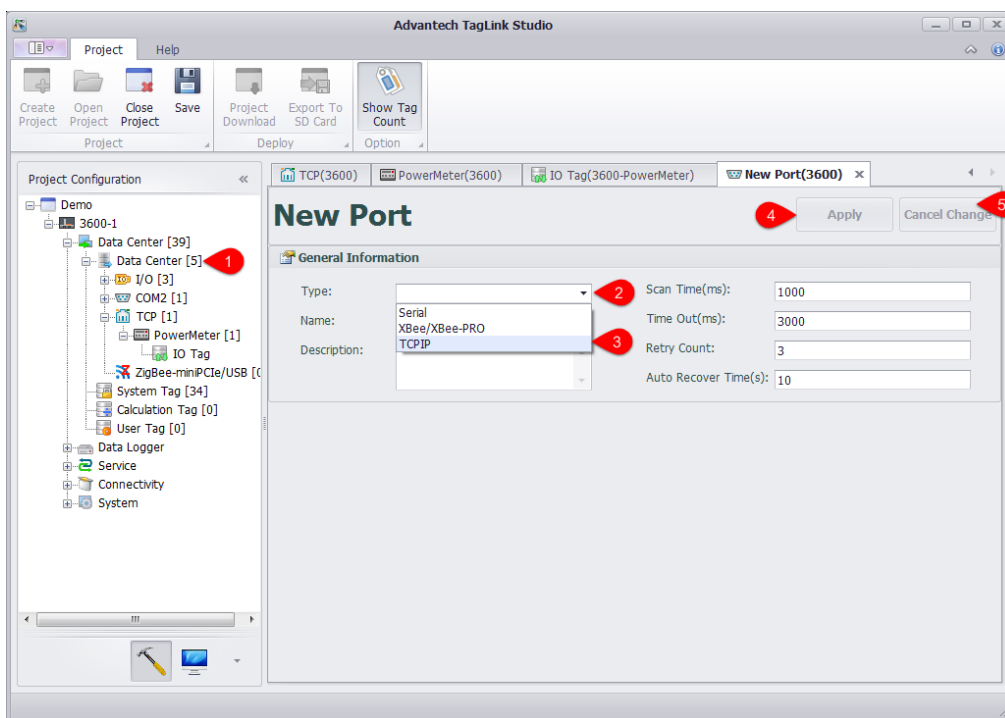 Advantech TagLink Studio
Project Help
Create Project Open Project Close Project Save Project Download Export To SD Card Show Tag Count
Project Deploy Option
Project Configuration
Demo
3600-1
Data Center [39]
Data Center [5] 1
I/O [3]
COM2 [1]
TCP [1]
PowerMeter [1]
IO Tag
ZigBee-miniPCIe/USB [0
System Tag [34]
Calculation Tag [0]
User Tag [0]
Data Logger
Service
Connectivity
System
TCP(3600) PowerMeter(3600) IO Tag(3600-PowerMeter) New Port(3600) x
New Port
4 Apply Cancel Change 5
General Information
Type: 2
Serial
XBee/XBee-PRO
TCPIP 3
Name:
Description:
Scan Time(ms): 1000
Time Out(ms): 3000
Retry Count: 3
Auto Recover Time(s): 10